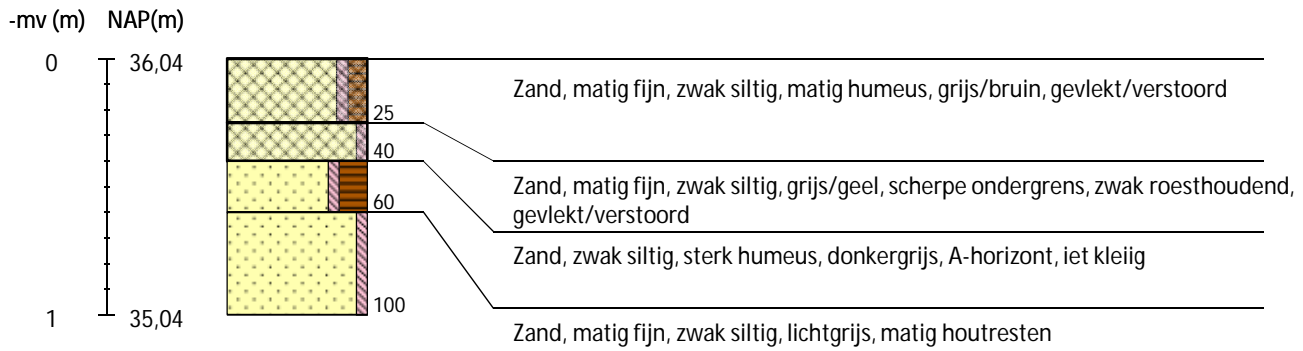 -mv (m) NAP(m)
0 36,04
Zand, matig fijn, zwak siltig, matig humeus, grijs/bruin, gevlekt/verstoord
25
40
Zand, matig fijn, zwak siltig, grijs/geel, scherpe ondergrens, zwak roesthoudend,
gevlekt/verstoord
60
Zand, zwak siltig, sterk humeus, donkergrijs, A-horizont, iet kleiig
100
1 35,04
Zand, matig fijn, zwak siltig, lichtgrijs, matig houtresten